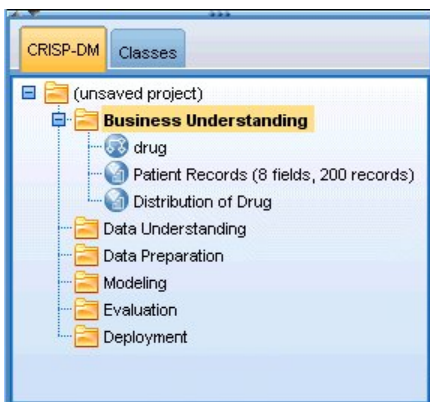 CRISP-DM Classes
(unsaved project)
Business Understanding
drug
Patient Records (8 fields, 200 records)
Distribution of Drug
Data Understanding
Data Preparation
Modeling
Evaluation
Deployment